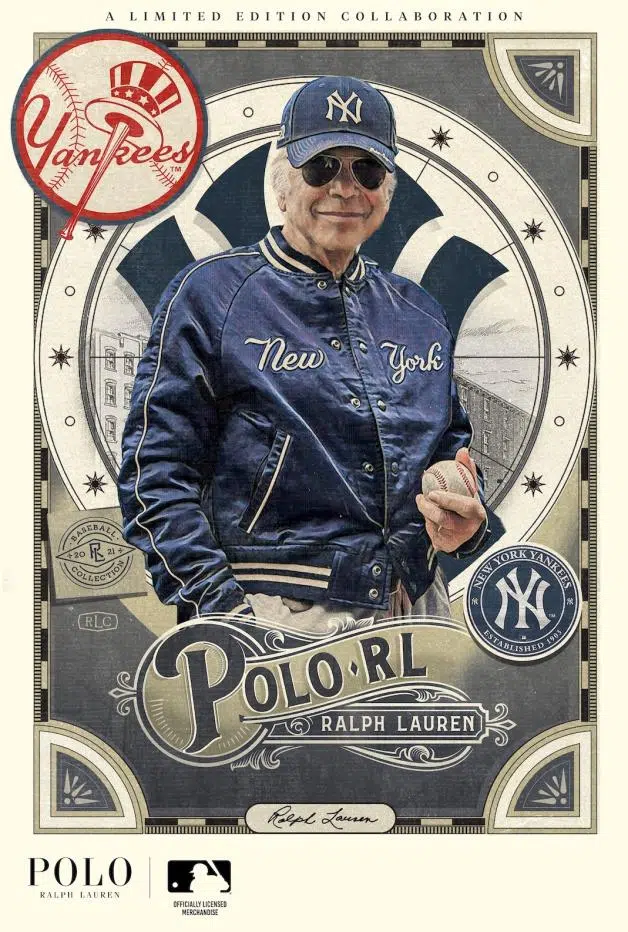 A LIMITED EDITION COLLABORATION
Yankees
TM
NY
New York
BASEBALL
20 RL 21
COLLECTION
RLC
NEW YORK YANKEES
NY
ESTABLISHED 1903
POLO RL
RALPH LAUREN
Ralph Lauren
POLO
RALPH LAUREN
OFFICIALLY LICENSED
MERCHANDISE